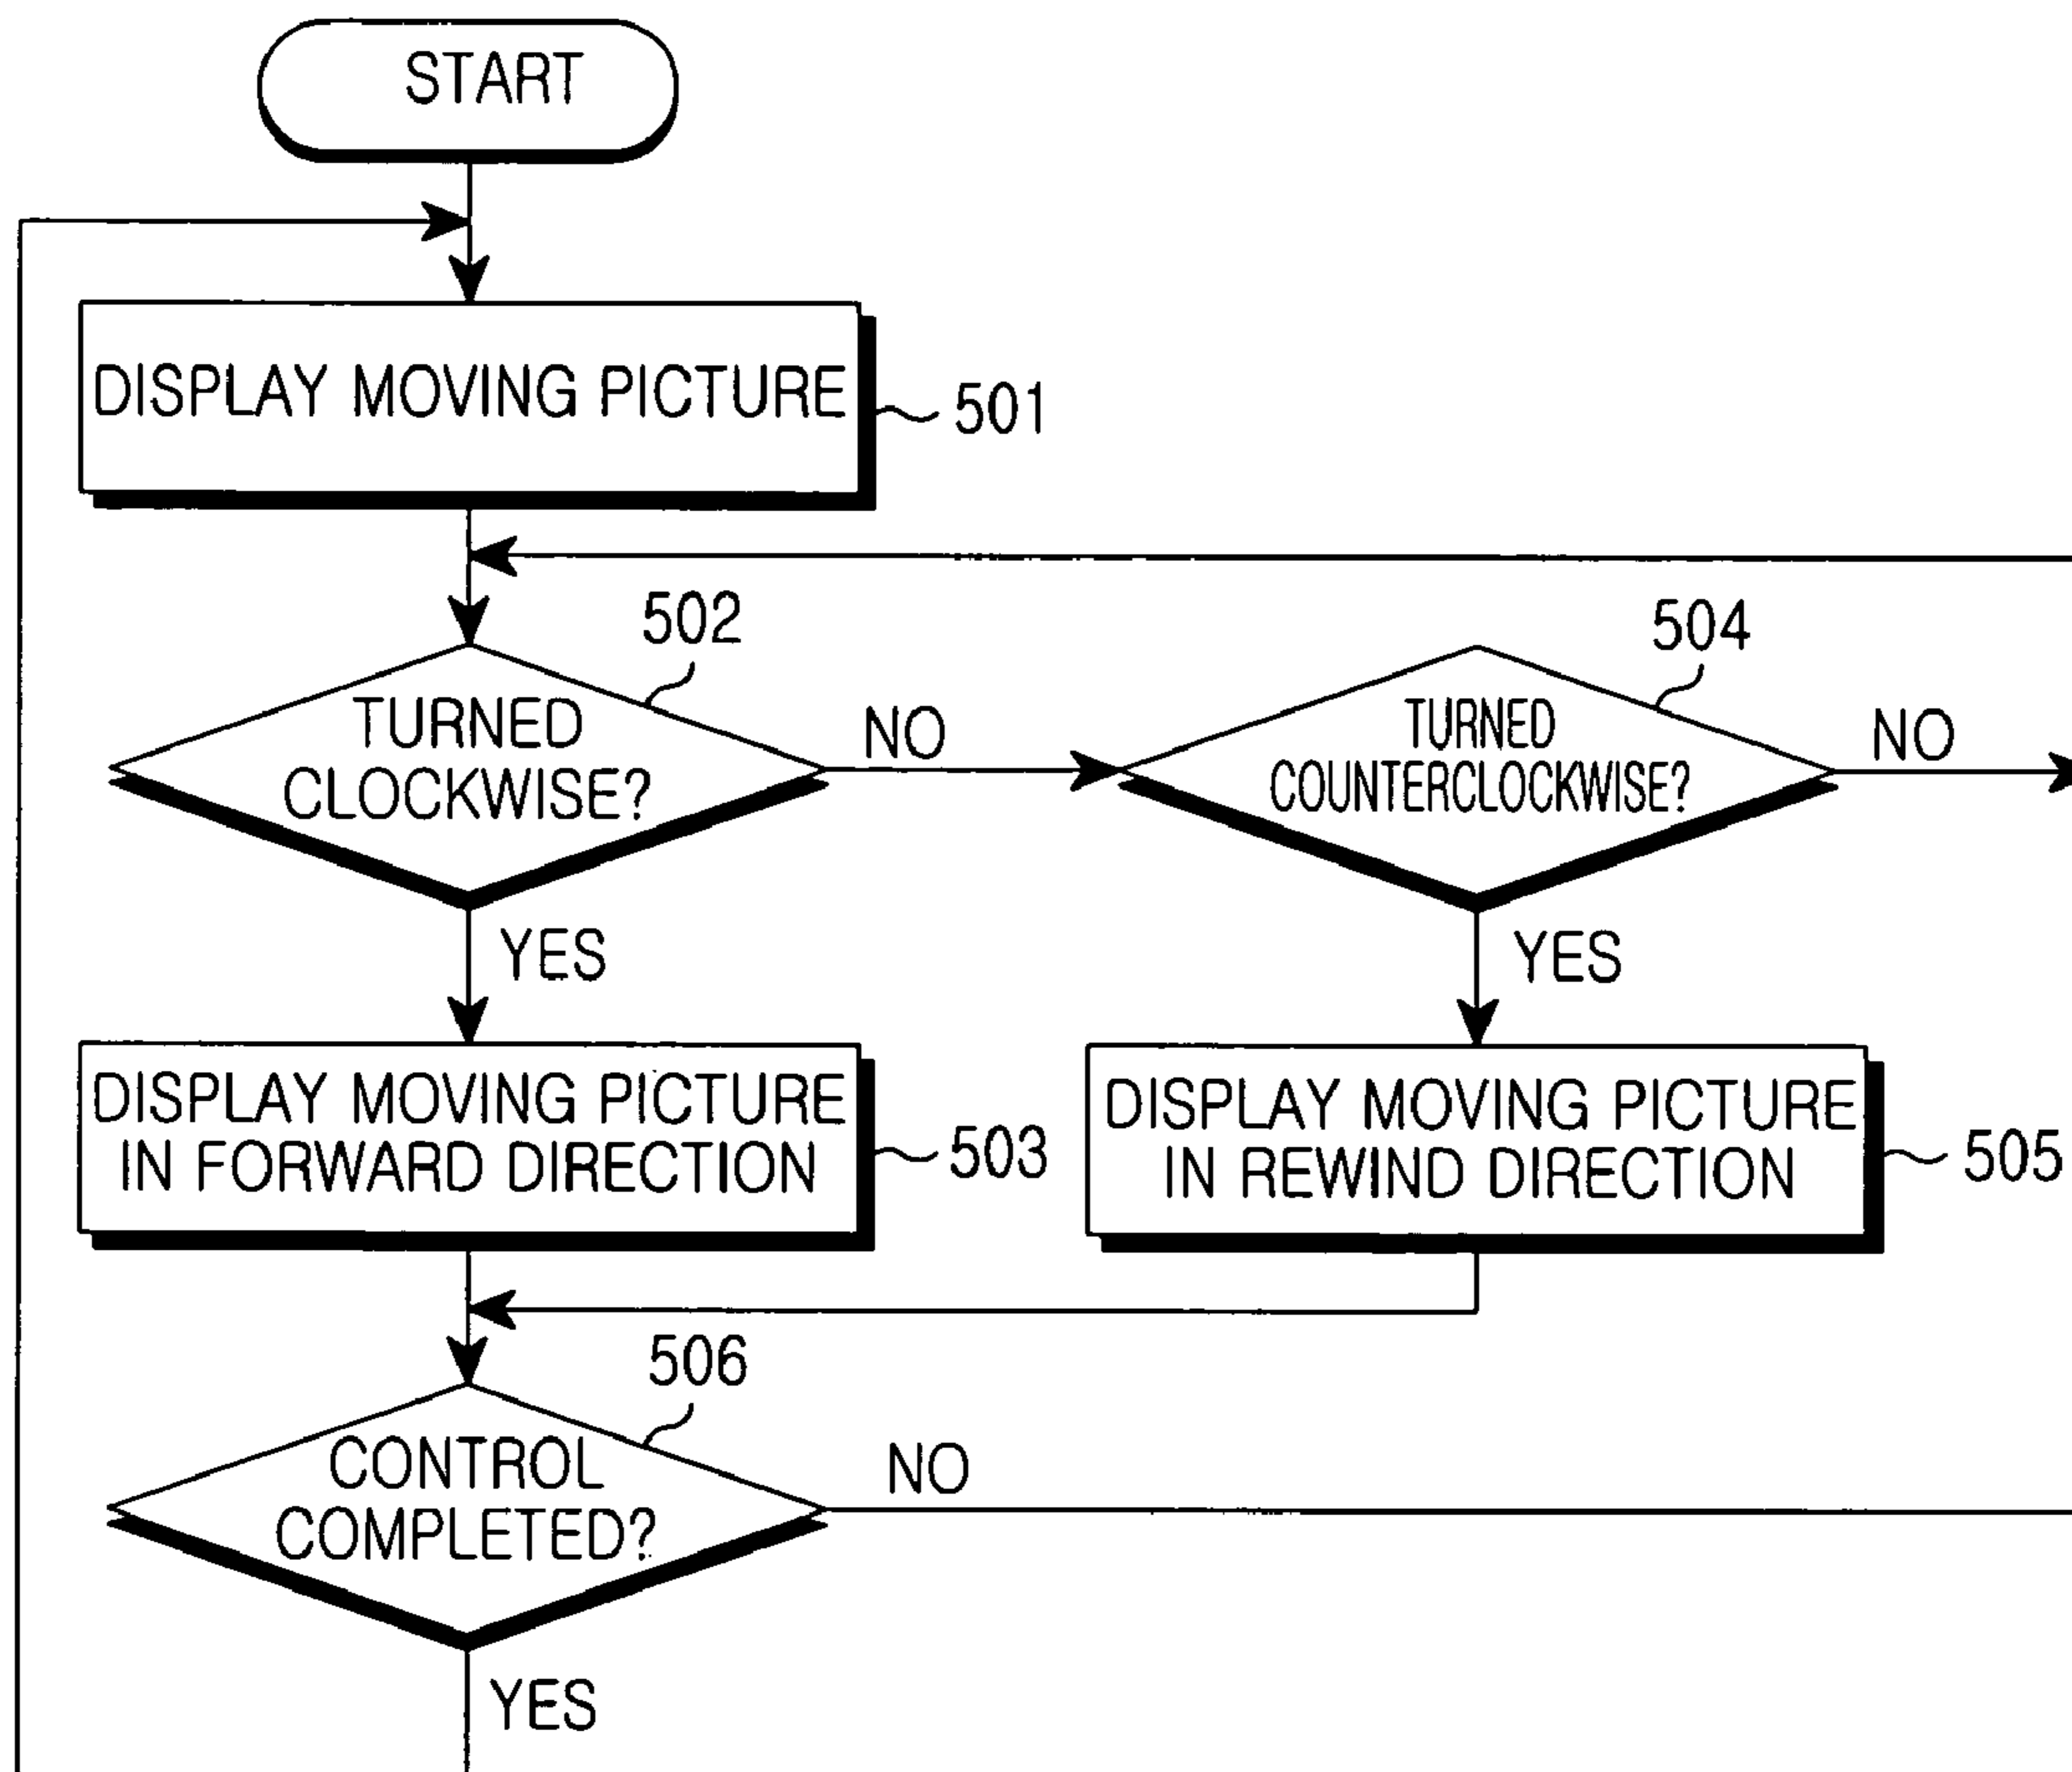 START
DISPLAY MOVING PICTURE
501
502
TURNED
CLOCKWISE?
NO
504
TURNED
COUNTERCLOCKWISE?
NO
YES
YES
DISPLAY MOVING PICTURE
IN FORWARD DIRECTION
503
DISPLAY MOVING PICTURE
IN REWIND DIRECTION
505
506
CONTROL
COMPLETED?
NO
YES